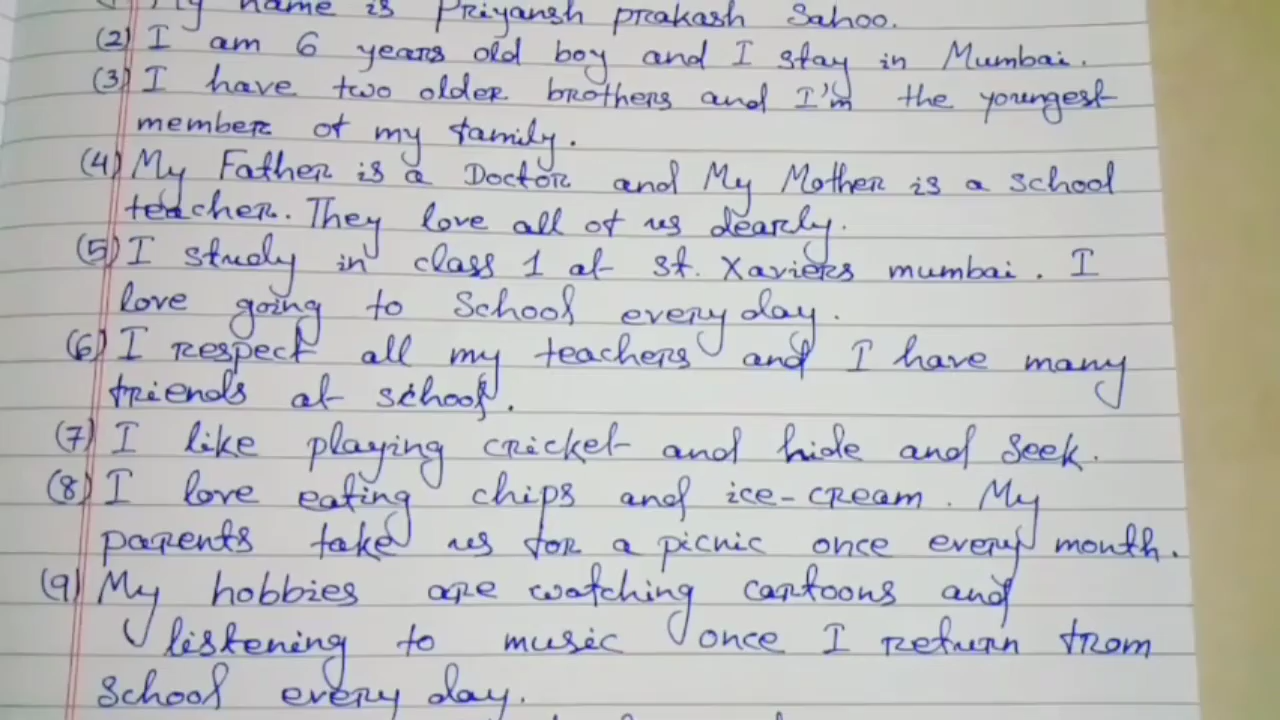 My name is Priyansh prakash Sahoo.
(2) I am 6 years old boy and I stay in Mumbai.
(3) I have two older brothers and I'm the youngest
member of my family.
(4) My Father is a Doctor and My Mother is a school
teacher. They love all of us dearly.
(5) I study in class 1 at St. Xaviers mumbai. I
love going to School every day.
(6) I respect all my teachers and I have many
friends at school.
(7) I like playing cricket and hide and seek.
(8) I love eating chips and ice-cream. My
parents take us for a picnic once every month.
(9) My hobbies are watching cartoons and
listening to music once I return from
school every day.